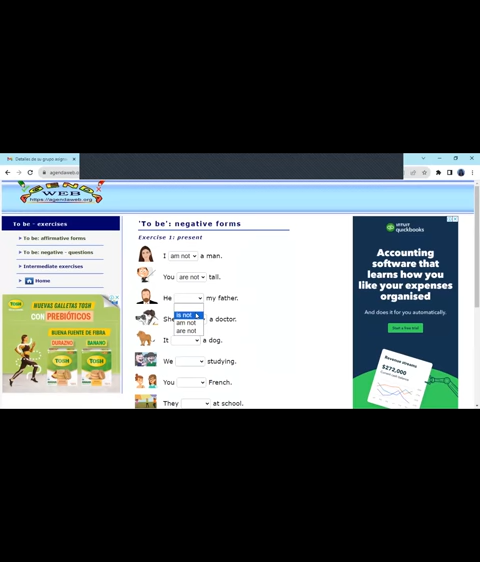 Detalles de su grupo asigna
agendaweb.o
AGENDA
WEB
https://agendaweb.org
To be - exercises
To be: affirmative forms
To be: negative - questions
Intermediate exercises
Home
TOSH
NUEVAS GALLETAS TOSH
CON PREBIÓTICOS
BUENA FUENTE DE FIBRA
DURAZNO
BANANO
TOSH
TOSH
'To be': negative forms
Exercise 1: present
I am not a man.
You are not tall.
He my father.
is not
am not
are not
She a doctor.
It a dog.
We studying.
You French.
They at school.
INTUIT
quickbooks
Accounting
software that
learns how you
like your expenses
organised
And does it for you automatically.
Start a free trial
Revenue streams
$272,000